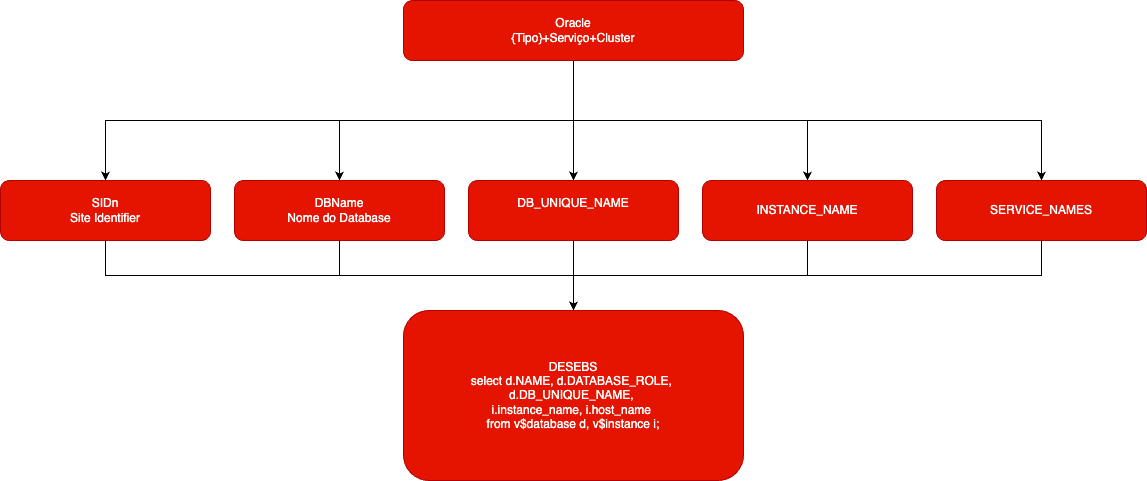 Oracle
{Tipo}+Serviço+Cluster
SIDn
Site Identifier
DBName
Nome do Database
DB_UNIQUE_NAME
INSTANCE_NAME
SERVICE_NAMES
DESEBS
select d.NAME, d.DATABASE_ROLE,
d.DB_UNIQUE_NAME,
i.instance_name, i.host_name
from v$database d, v$instance i;